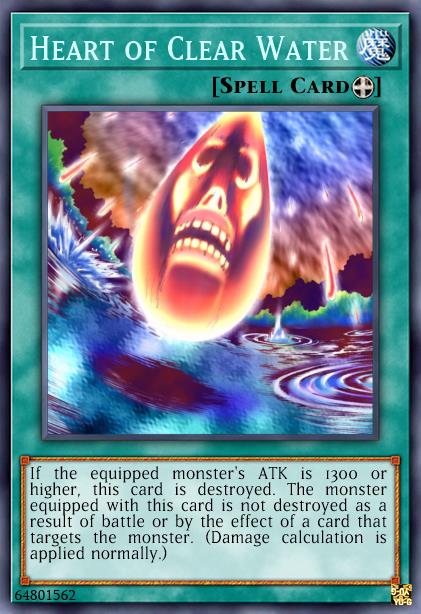 Heart of Clear Water
魔
[Spell Card]
If the equipped monster's ATK is 1300 or
higher, this card is destroyed. The monster
equipped with this card is not destroyed as a
result of battle or by the effect of a card that
targets the monster. (Damage calculation is
applied normally.)
64801562